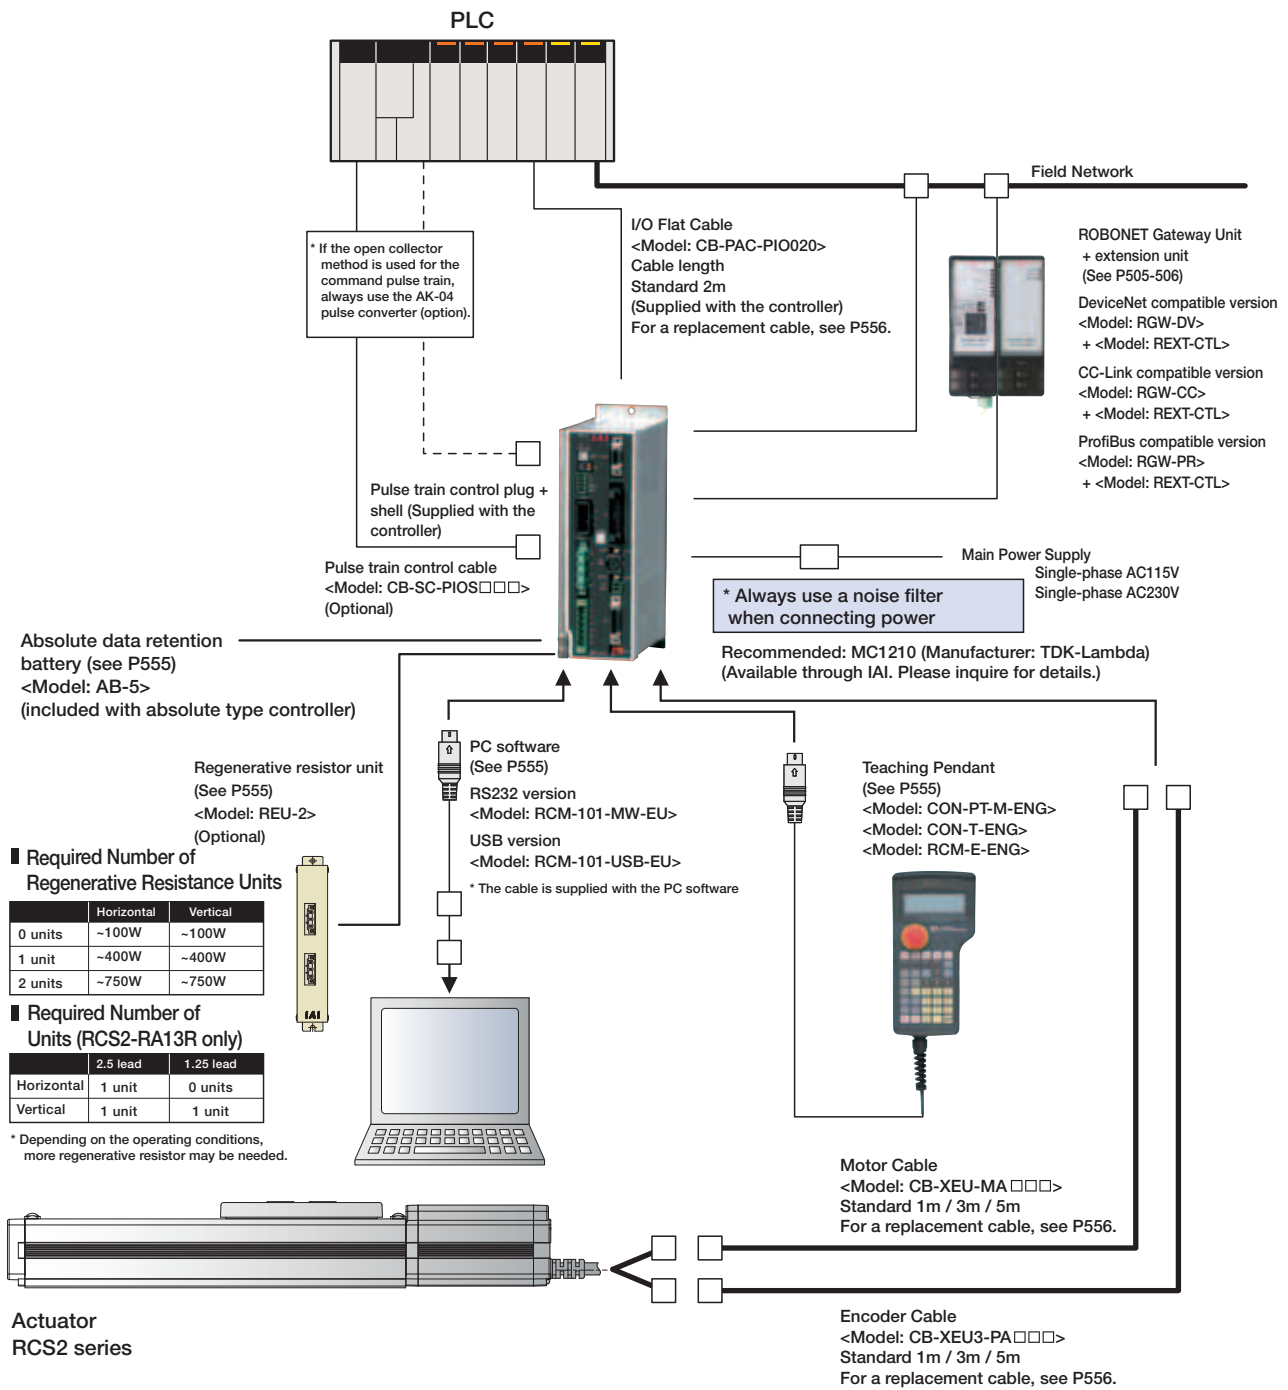 PLC
Field Network
* If the open collector
method is used for the
command pulse train,
always use the AK-04
pulse converter (option).
I/O Flat Cable
<Model: CB-PAC-PIO020>
Cable length
Standard 2m
(Supplied with the controller)
For a replacement cable, see P556.
ROBONET Gateway Unit
+ extension unit
(See P505-506)
DeviceNet compatible version
<Model: RGW-DV>
+ <Model: REXT-CTL>
CC-Link compatible version
<Model: RGW-CC>
+ <Model: REXT-CTL>
ProfiBus compatible version
<Model: RGW-PR>
+ <Model: REXT-CTL>
IAI
Pulse train control plug +
shell (Supplied with the
controller)
Pulse train control cable
<Model: CB-SC-PIOS□□□>
(Optional)
Main Power Supply
Single-phase AC115V
Single-phase AC230V
* Always use a noise filter
when connecting power
Recommended: MC1210 (Manufacturer: TDK-Lambda)
(Available through IAI. Please inquire for details.)
Absolute data retention
battery (see P555)
<Model: AB-5>
(included with absolute type controller)
Regenerative resistor unit
(See P555)
<Model: REU-2>
(Optional)
PC software
(See P555)
RS232 version
<Model: RCM-101-MW-EU>
USB version
<Model: RCM-101-USB-EU>
* The cable is supplied with the PC software
Teaching Pendant
(See P555)
<Model: CON-PT-M-ENG>
<Model: CON-T-ENG>
<Model: RCM-E-ENG>
Required Number of
Regenerative Resistance Units
Horizontal Vertical
0 units ~100W ~100W
1 unit ~400W ~400W
2 units ~750W ~750W
IAI
Required Number of
Units (RCS2-RA13R only)
2.5 lead 1.25 lead
Horizontal 1 unit 0 units
Vertical 1 unit 1 unit
* Depending on the operating conditions,
more regenerative resistor may be needed.
Motor Cable
<Model: CB-XEU-MA□□□>
Standard 1m / 3m / 5m
For a replacement cable, see P556.
Actuator
RCS2 series
Encoder Cable
<Model: CB-XEU3-PA□□□>
Standard 1m / 3m / 5m
For a replacement cable, see P556.